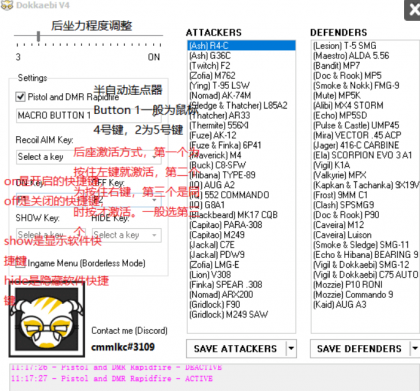 Dokkaebi V4
后坐力程度调整
3
ON
Settings
Pistol and DMR Rapidfire
半自动连点器
MACRO BUTTON 1
Button 1一般为鼠标
4号键，2为5号键
Recoil AIM Key:
Select a key
后座激活方式，第一个为
按住左键就激活，第二个
为按住右键，第三个是同
时按才激活。一般选第
个
ON Key:
OFF Key:
on是开启的快捷键
off是关闭的快捷键
SHOW Key:
HIDE Key:
Select a key
Select a key
show是显示软件快
捷键
Ingame Menu (Borderless Mode)
hide是隐藏软件快捷
键
Contact me (Discord)
cmmlkc#3109
ATTACKERS
(Ash) R4-C
(Ash) G36C
(Twitch) F2
(Zofia) M762
(Ying) T-95 LSW
(Nomad) AK-74M
(Sledge & Thatcher) L85A2
(Thatcher) AR33
(Thermite) 556XI
(Fuze) AK-12
(Fuze & Finka) 6P41
(Maverick) M4
(Buck) C8-SFW
(Hibana) TYPE-89
(IQ) AUG A2
(IQ) 552 COMMANDO
(IQ) G8A1
(Blackbeard) MK17 CQB
(Capitao) PARA-308
(Capitao) M249
(Jackal) C7E
(Jackal) PDW9
(Zofia) LMG-E
(Lion) V308
(Finka) SPEAR .308
(Nomad) ARX200
(Gridlock) F90
(Gridlock) M249 SAW
SAVE ATTACKERS
DEFENDERS
(Lesion) T-5 SMG
(Maestro) ALDA 5.56
(Bandit) MP7
(Doc & Rook) MP5
(Smoke & Nokk) FMG-9
(Mute) MP5K
(Alibi) MX4 STORM
(Echo) MP5SD
(Pulse & Castle) UMP45
(Mira) VECTOR .45 ACP
(Jager) 416-C CARBINE
(Ela) SCORPION EVO 3 A1
(Vigil) K1A
(Valkyrie) MPX
(Kapkan & Tachanka) 9X19V
(Frost) 9MM C1
(Clash) SPSMG9
(Doc & Rook) P90
(Caveira) M12
(Caveira) Luison
(Smoke & Sledge) SMG-11
(Echo & Hibana) BEARING 9
(Vigil & Dokkaebi) SMG-12
(Vigil & Dokkaebi) C75 AUTO
(Mozzie) P10 RONI
(Mozzie) Commando 9
(Kaid) AUG A3
SAVE DEFENDERS
11:17:26 - Pistol and DMR Rapidfire - DEACTIVE
11:17:27 - Pistol and DMR Rapidfire - ACTIVE